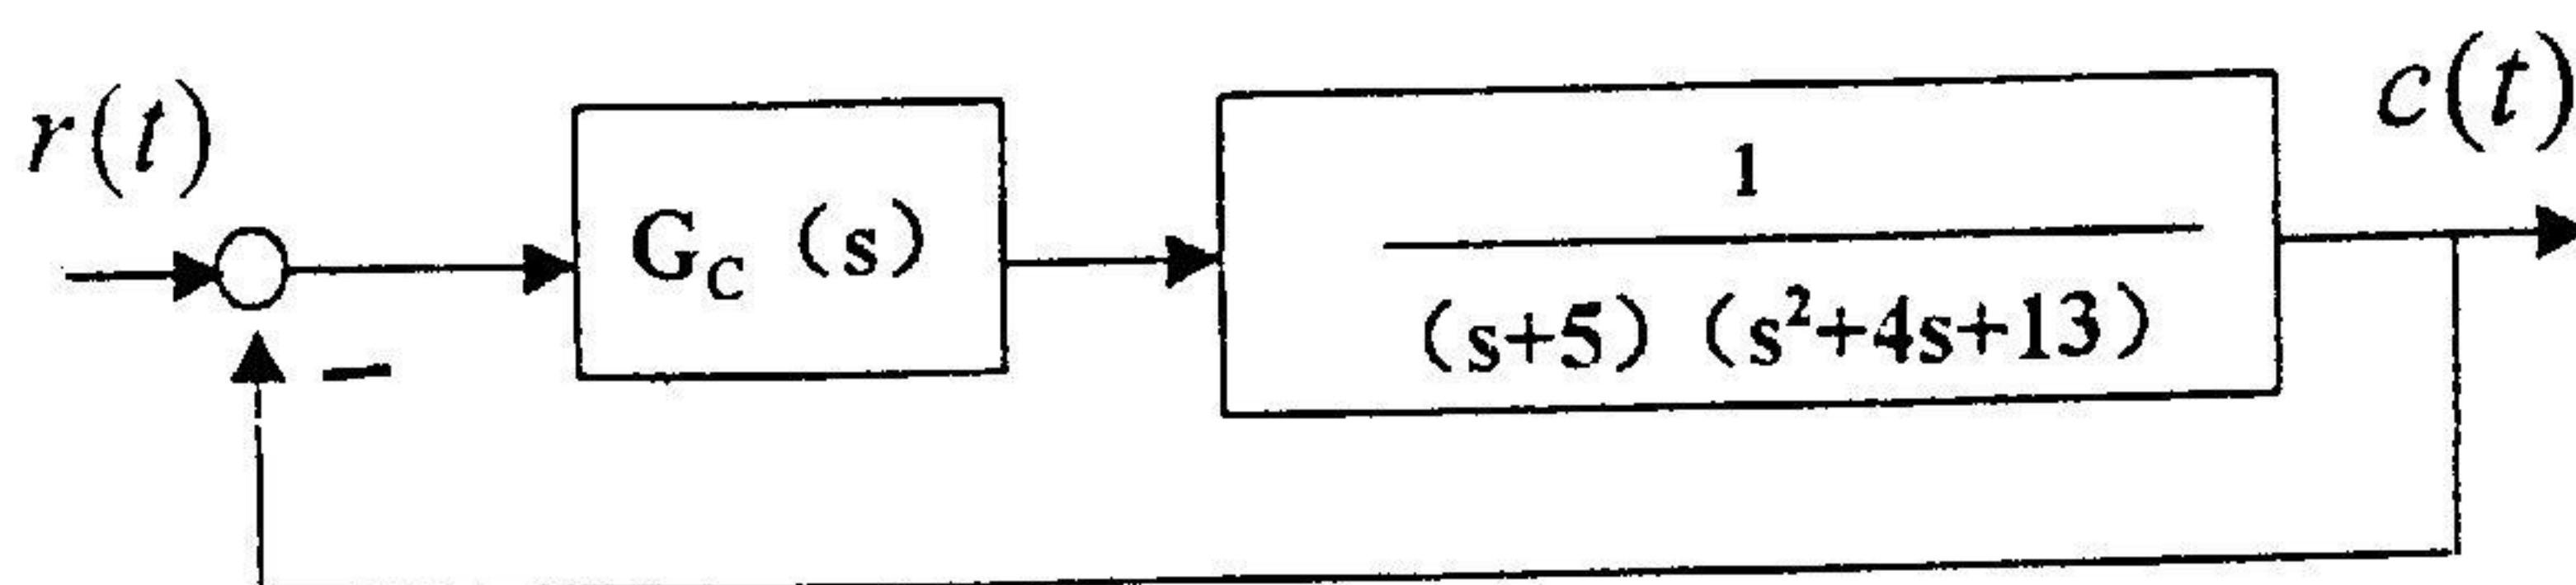 r(t)
G_C (s)
1
(s+5) (s²+4s+13)
c(t)
−